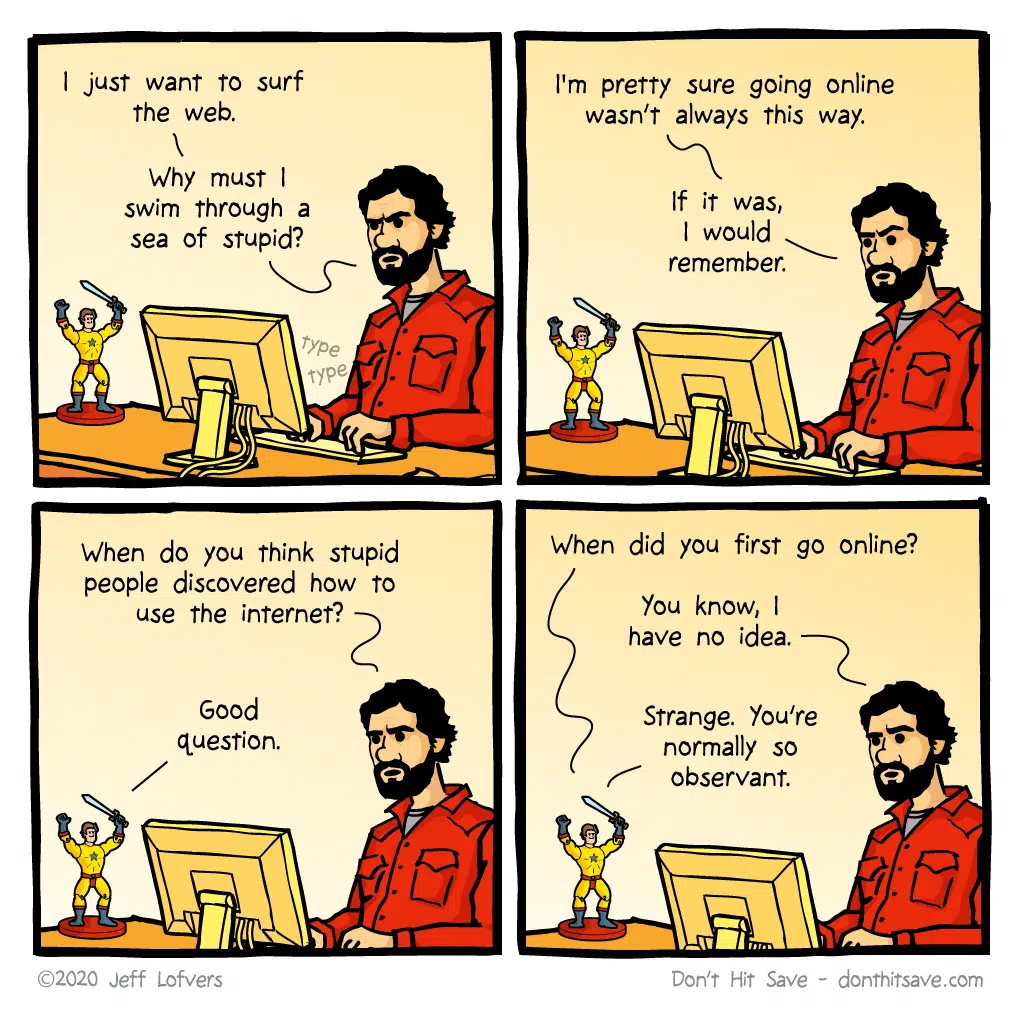 I just want to surf
the web.
Why must I
swim through a
sea of stupid?
type
type
I'm pretty sure going online
wasn't always this way.
If it was,
I would
remember.
When do you think stupid
people discovered how to
use the internet?
Good
question.
When did you first go online?
You know, I
have no idea.
Strange. You're
normally so
observant.
©2020 Jeff Lofvers
Don't Hit Save - donthitsave.com